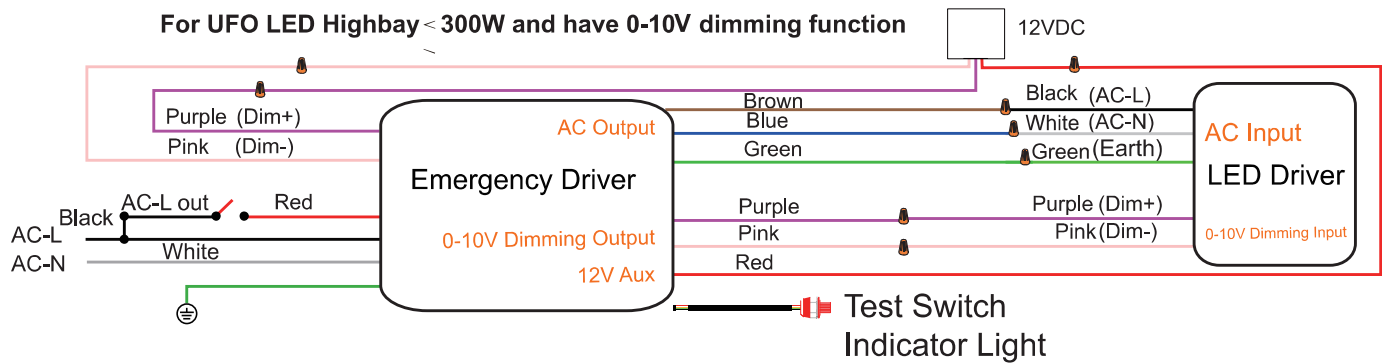 For UFO LED Highbay < 300W and have 0-10V dimming function
12VDC
Purple (Dim+)
Pink (Dim-)
AC Output
Brown
Blue
Green
Black (AC-L)
White (AC-N)
Green (Earth)
AC Input
LED Driver
Emergency Driver
AC-L out
Red
Black
AC-L
AC-N
White
0-10V Dimming Output
12V Aux
Purple
Pink
Red
Purple (Dim+)
Pink (Dim-)
0-10V Dimming Input
Test Switch
Indicator Light